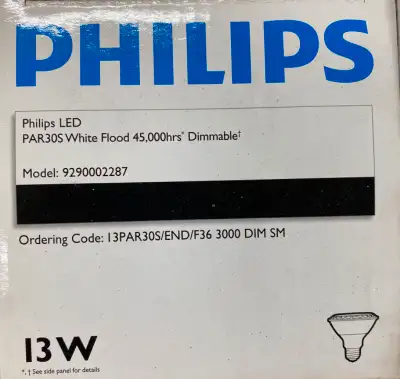 PHILIPS
Philips LED
PAR30S White Flood 45,000hrs* Dimmable†
Model: 9290002287
Ordering Code: 13PAR30S/END/F36 3000 DIM SM
13W
*, † See side panel for details